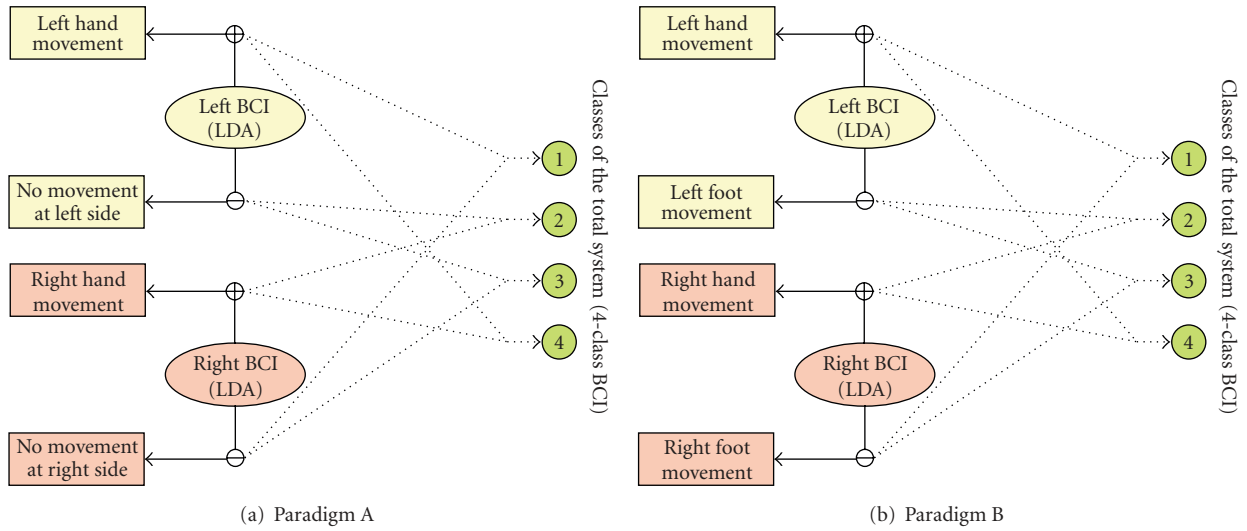 Left hand
movement
Left BCI
(LDA)
No movement
at left side
Right hand
movement
Right BCI
(LDA)
No movement
at right side
1
2
3
4
Classes of the total system (4-class BCI)
(a) Paradigm A
Left hand
movement
Left BCI
(LDA)
Left foot
movement
Right hand
movement
Right BCI
(LDA)
Right foot
movement
1
2
3
4
Classes of the total system (4-class BCI)
(b) Paradigm B